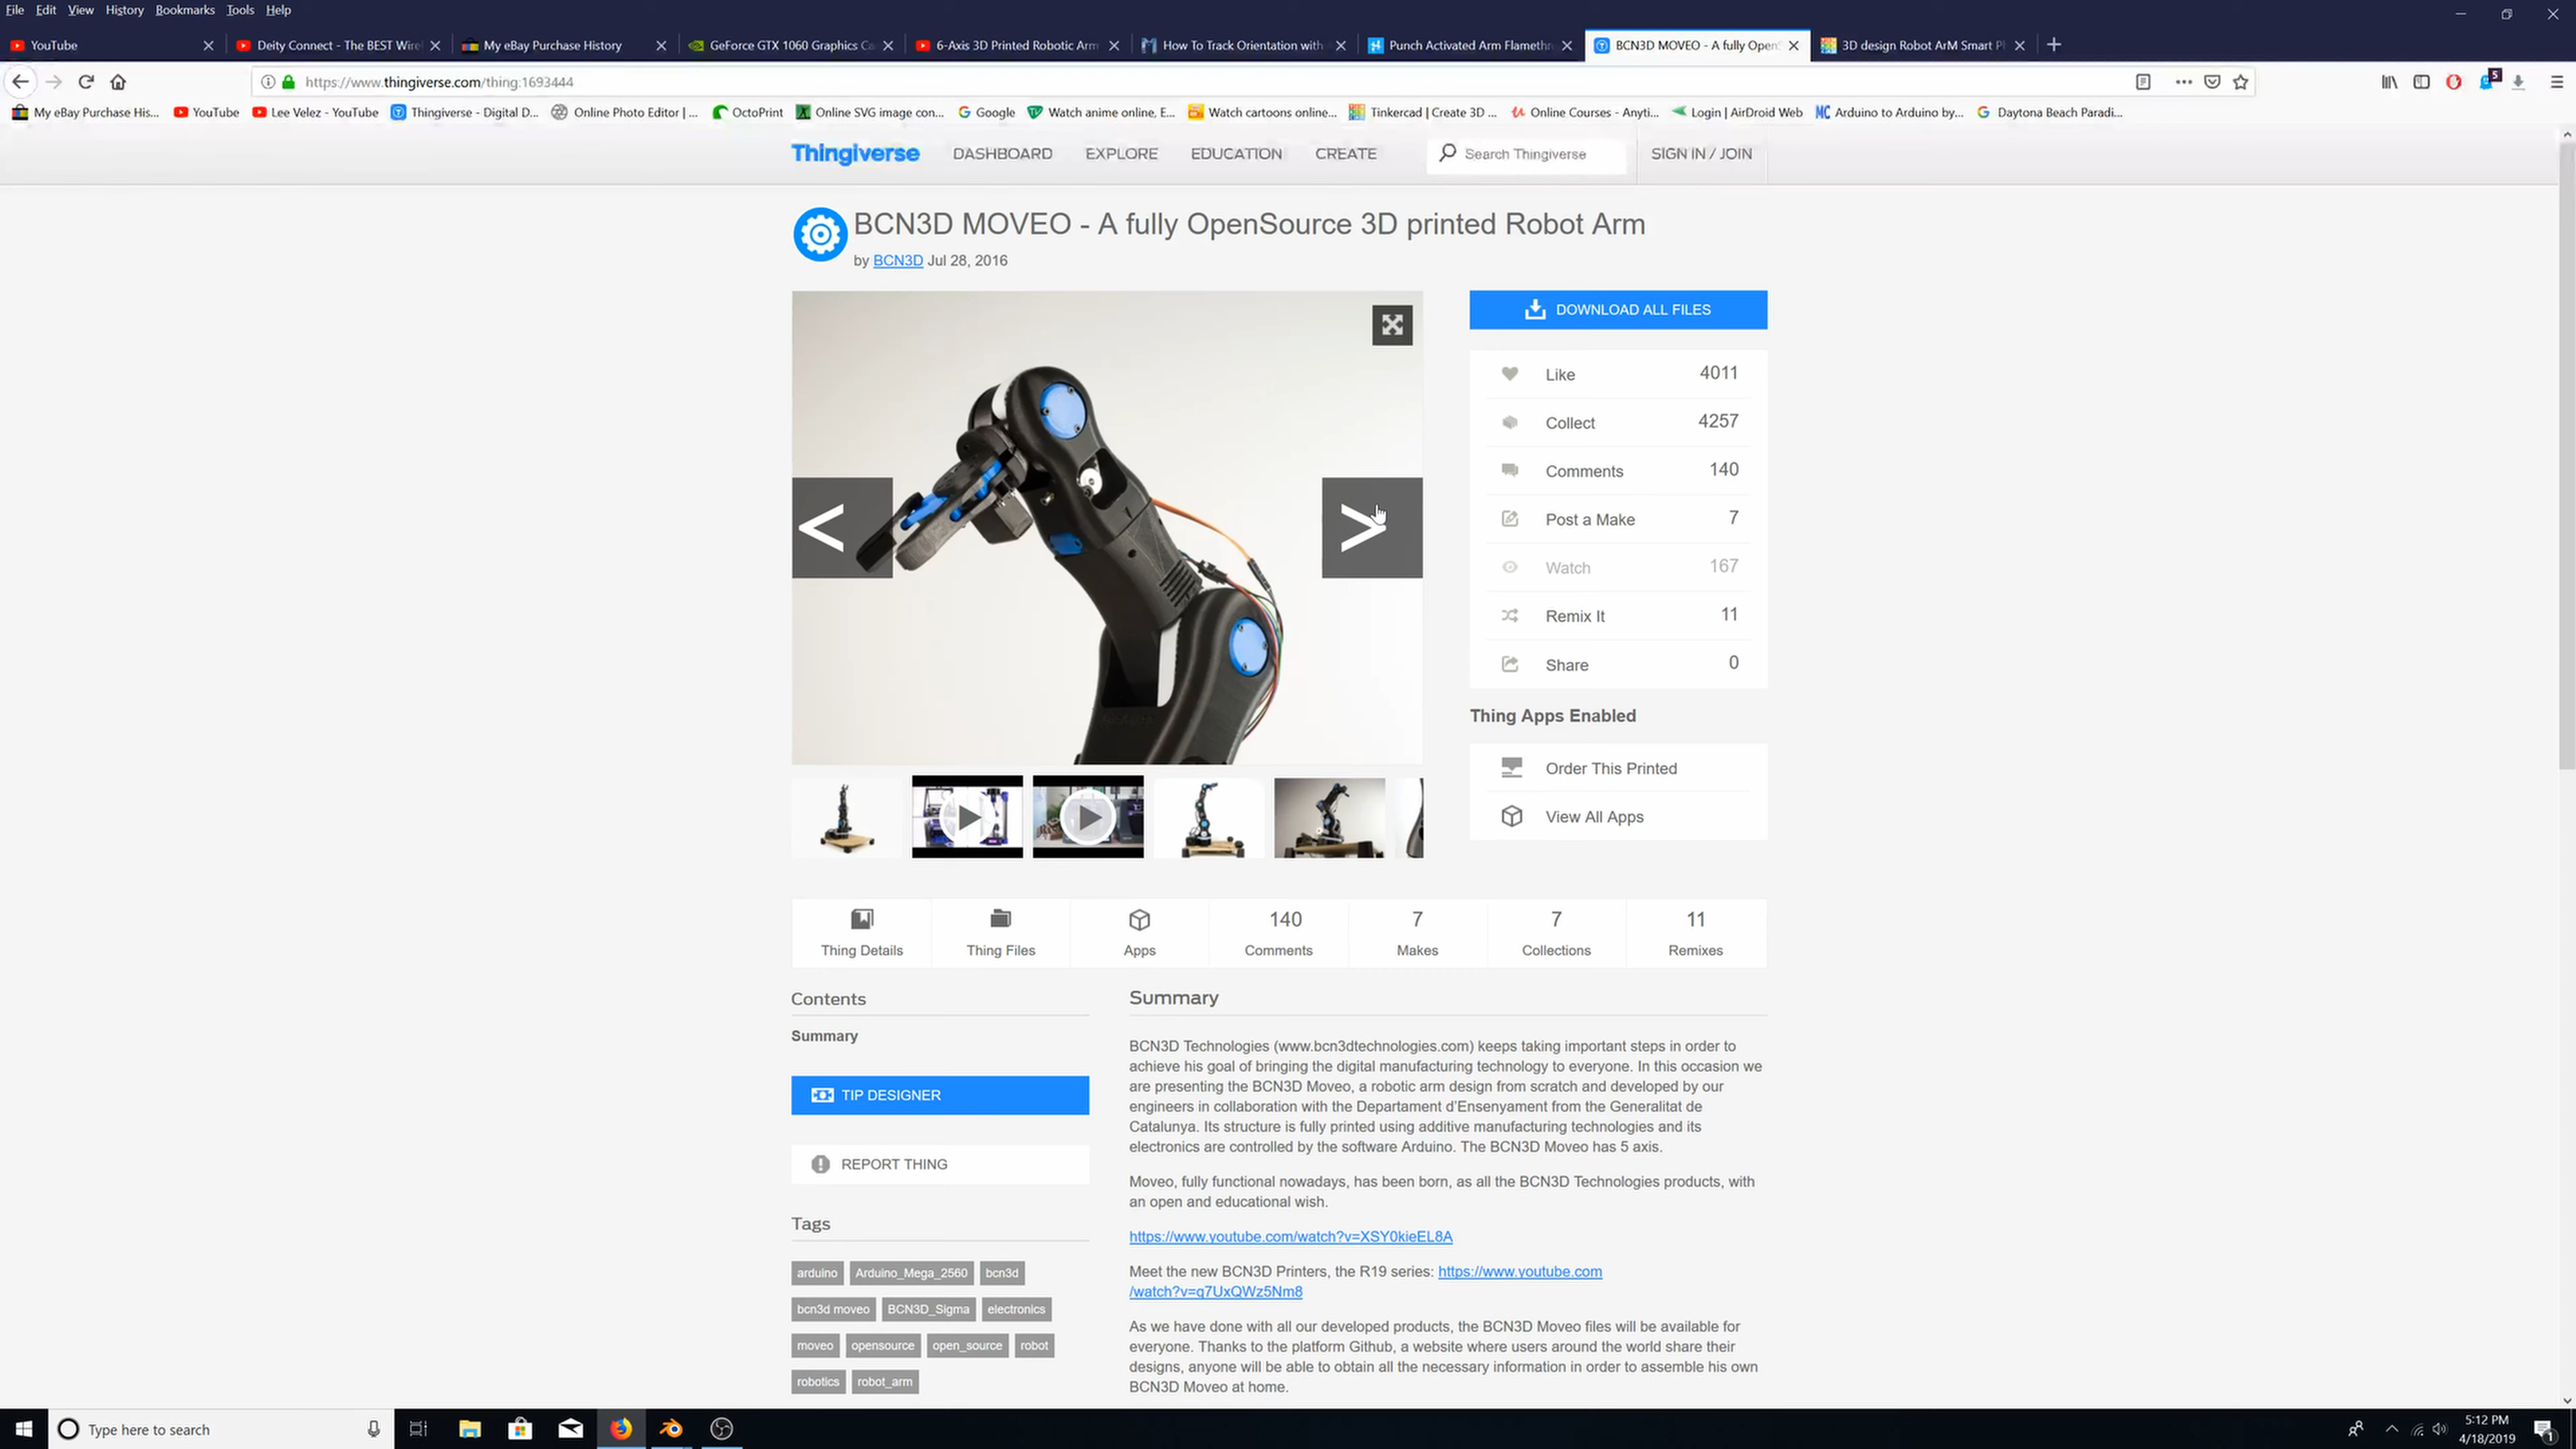 File Edit View History Bookmarks Tools Help
YouTube
Deity Connect - The BEST Wire
My eBay Purchase History
GeForce GTX 1060 Graphics Ca
6-Axis 3D Printed Robotic Arm
How To Track Orientation with
Punch Activated Arm Flamethr
BCN3D MOVEO - A fully Open
3D design Robot ArM Smart P
https://www.thingiverse.com/thing:1693444
5
My eBay Purchase His...
YouTube
Lee Velez - YouTube
Thingiverse - Digital D...
Online Photo Editor | ...
OctoPrint
Online SVG image con...
Google
Watch anime online, E...
Watch cartoons online...
Tinkercad | Create 3D ...
Online Courses - Anyti...
Login | AirDroid Web
Arduino to Arduino by...
Daytona Beach Paradi...
Thingiverse DASHBOARD EXPLORE EDUCATION CREATE Search Thingiverse SIGN IN / JOIN
BCN3D MOVEO - A fully OpenSource 3D printed Robot Arm
by BCN3D Jul 28, 2016
DOWNLOAD ALL FILES
Like 4011
Collect 4257
Comments 140
Post a Make 7
Watch 167
Remix It 11
Share 0
Thing Apps Enabled
Order This Printed
View All Apps
Thing Details
Thing Files
Apps
140 Comments
7 Makes
7 Collections
11 Remixes
Contents
Summary
TIP DESIGNER
REPORT THING
Tags
arduino Arduino_Mega_2560 bcn3d
bcn3d moveo BCN3D_Sigma electronics
moveo opensource open_source robot
robotics robot_arm
Summary
BCN3D Technologies (www.bcn3dtechnologies.com) keeps taking important steps in order to
achieve his goal of bringing the digital manufacturing technology to everyone. In this occasion we
are presenting the BCN3D Moveo, a robotic arm design from scratch and developed by our
engineers in collaboration with the Departament d'Ensenyament from the Generalitat de
Catalunya. Its structure is fully printed using additive manufacturing technologies and its
electronics are controlled by the software Arduino. The BCN3D Moveo has 5 axis.
Moveo, fully functional nowadays, has been born, as all the BCN3D Technologies products, with
an open and educational wish.
https://www.youtube.com/watch?v=XSY0kieEL8A
Meet the new BCN3D Printers, the R19 series: https://www.youtube.com
/watch?v=q7UxQWz5Nm8
As we have done with all our developed products, the BCN3D Moveo files will be available for
everyone. Thanks to the platform Github, a website where users around the world share their
designs, anyone will be able to obtain all the necessary information in order to assemble his own
BCN3D Moveo at home.
Type here to search
5:12 PM
4/18/2019
1